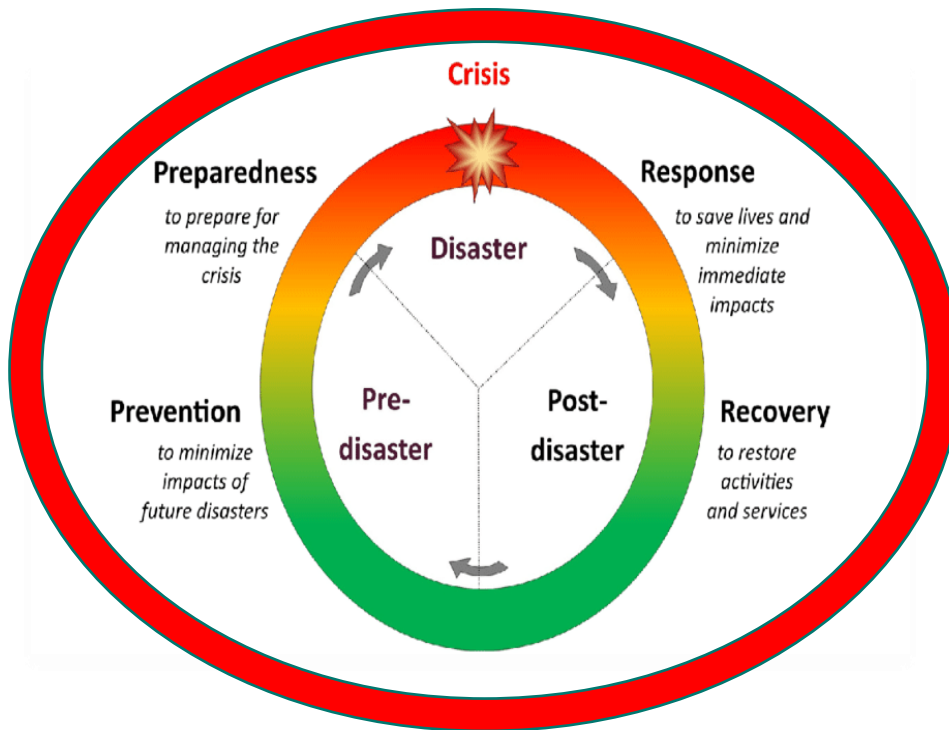 Crisis
Preparedness
to prepare for
managing the
crisis
Response
to save lives and
minimize
immediate
impacts
Disaster
Prevention
to minimize
impacts of
future disasters
Pre-
disaster
Post-
disaster
Recovery
to restore
activities
and services